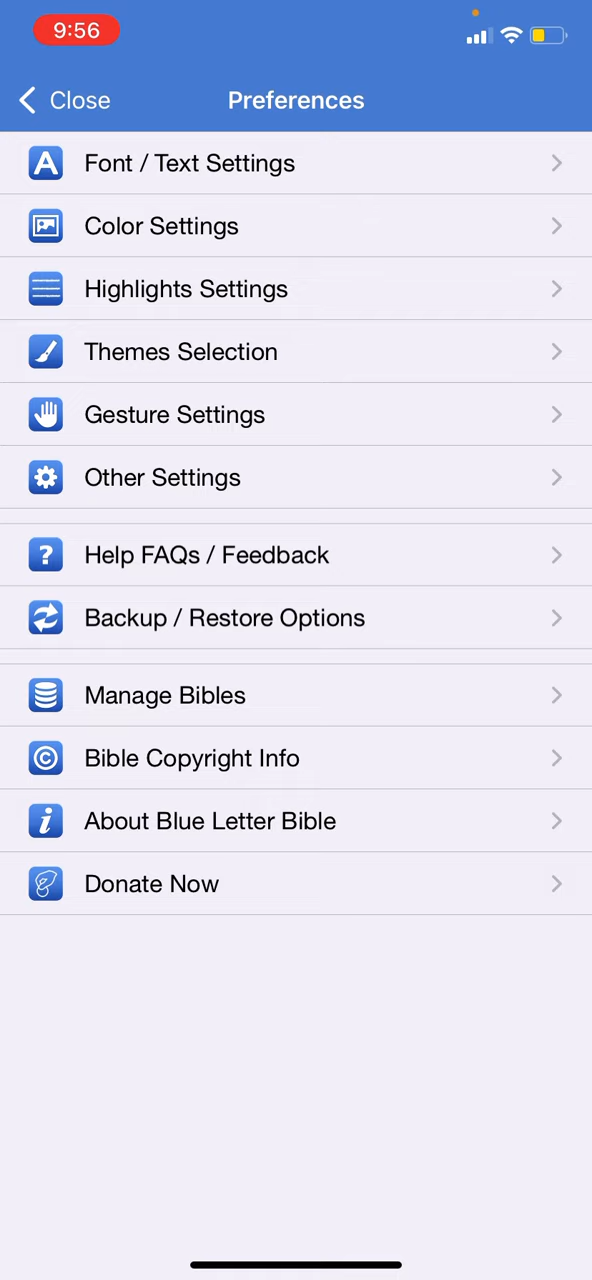 9:56
Close
Preferences
Font / Text Settings
Color Settings
Highlights Settings
Themes Selection
Gesture Settings
Other Settings
Help FAQs / Feedback
Backup / Restore Options
Manage Bibles
Bible Copyright Info
About Blue Letter Bible
Donate Now